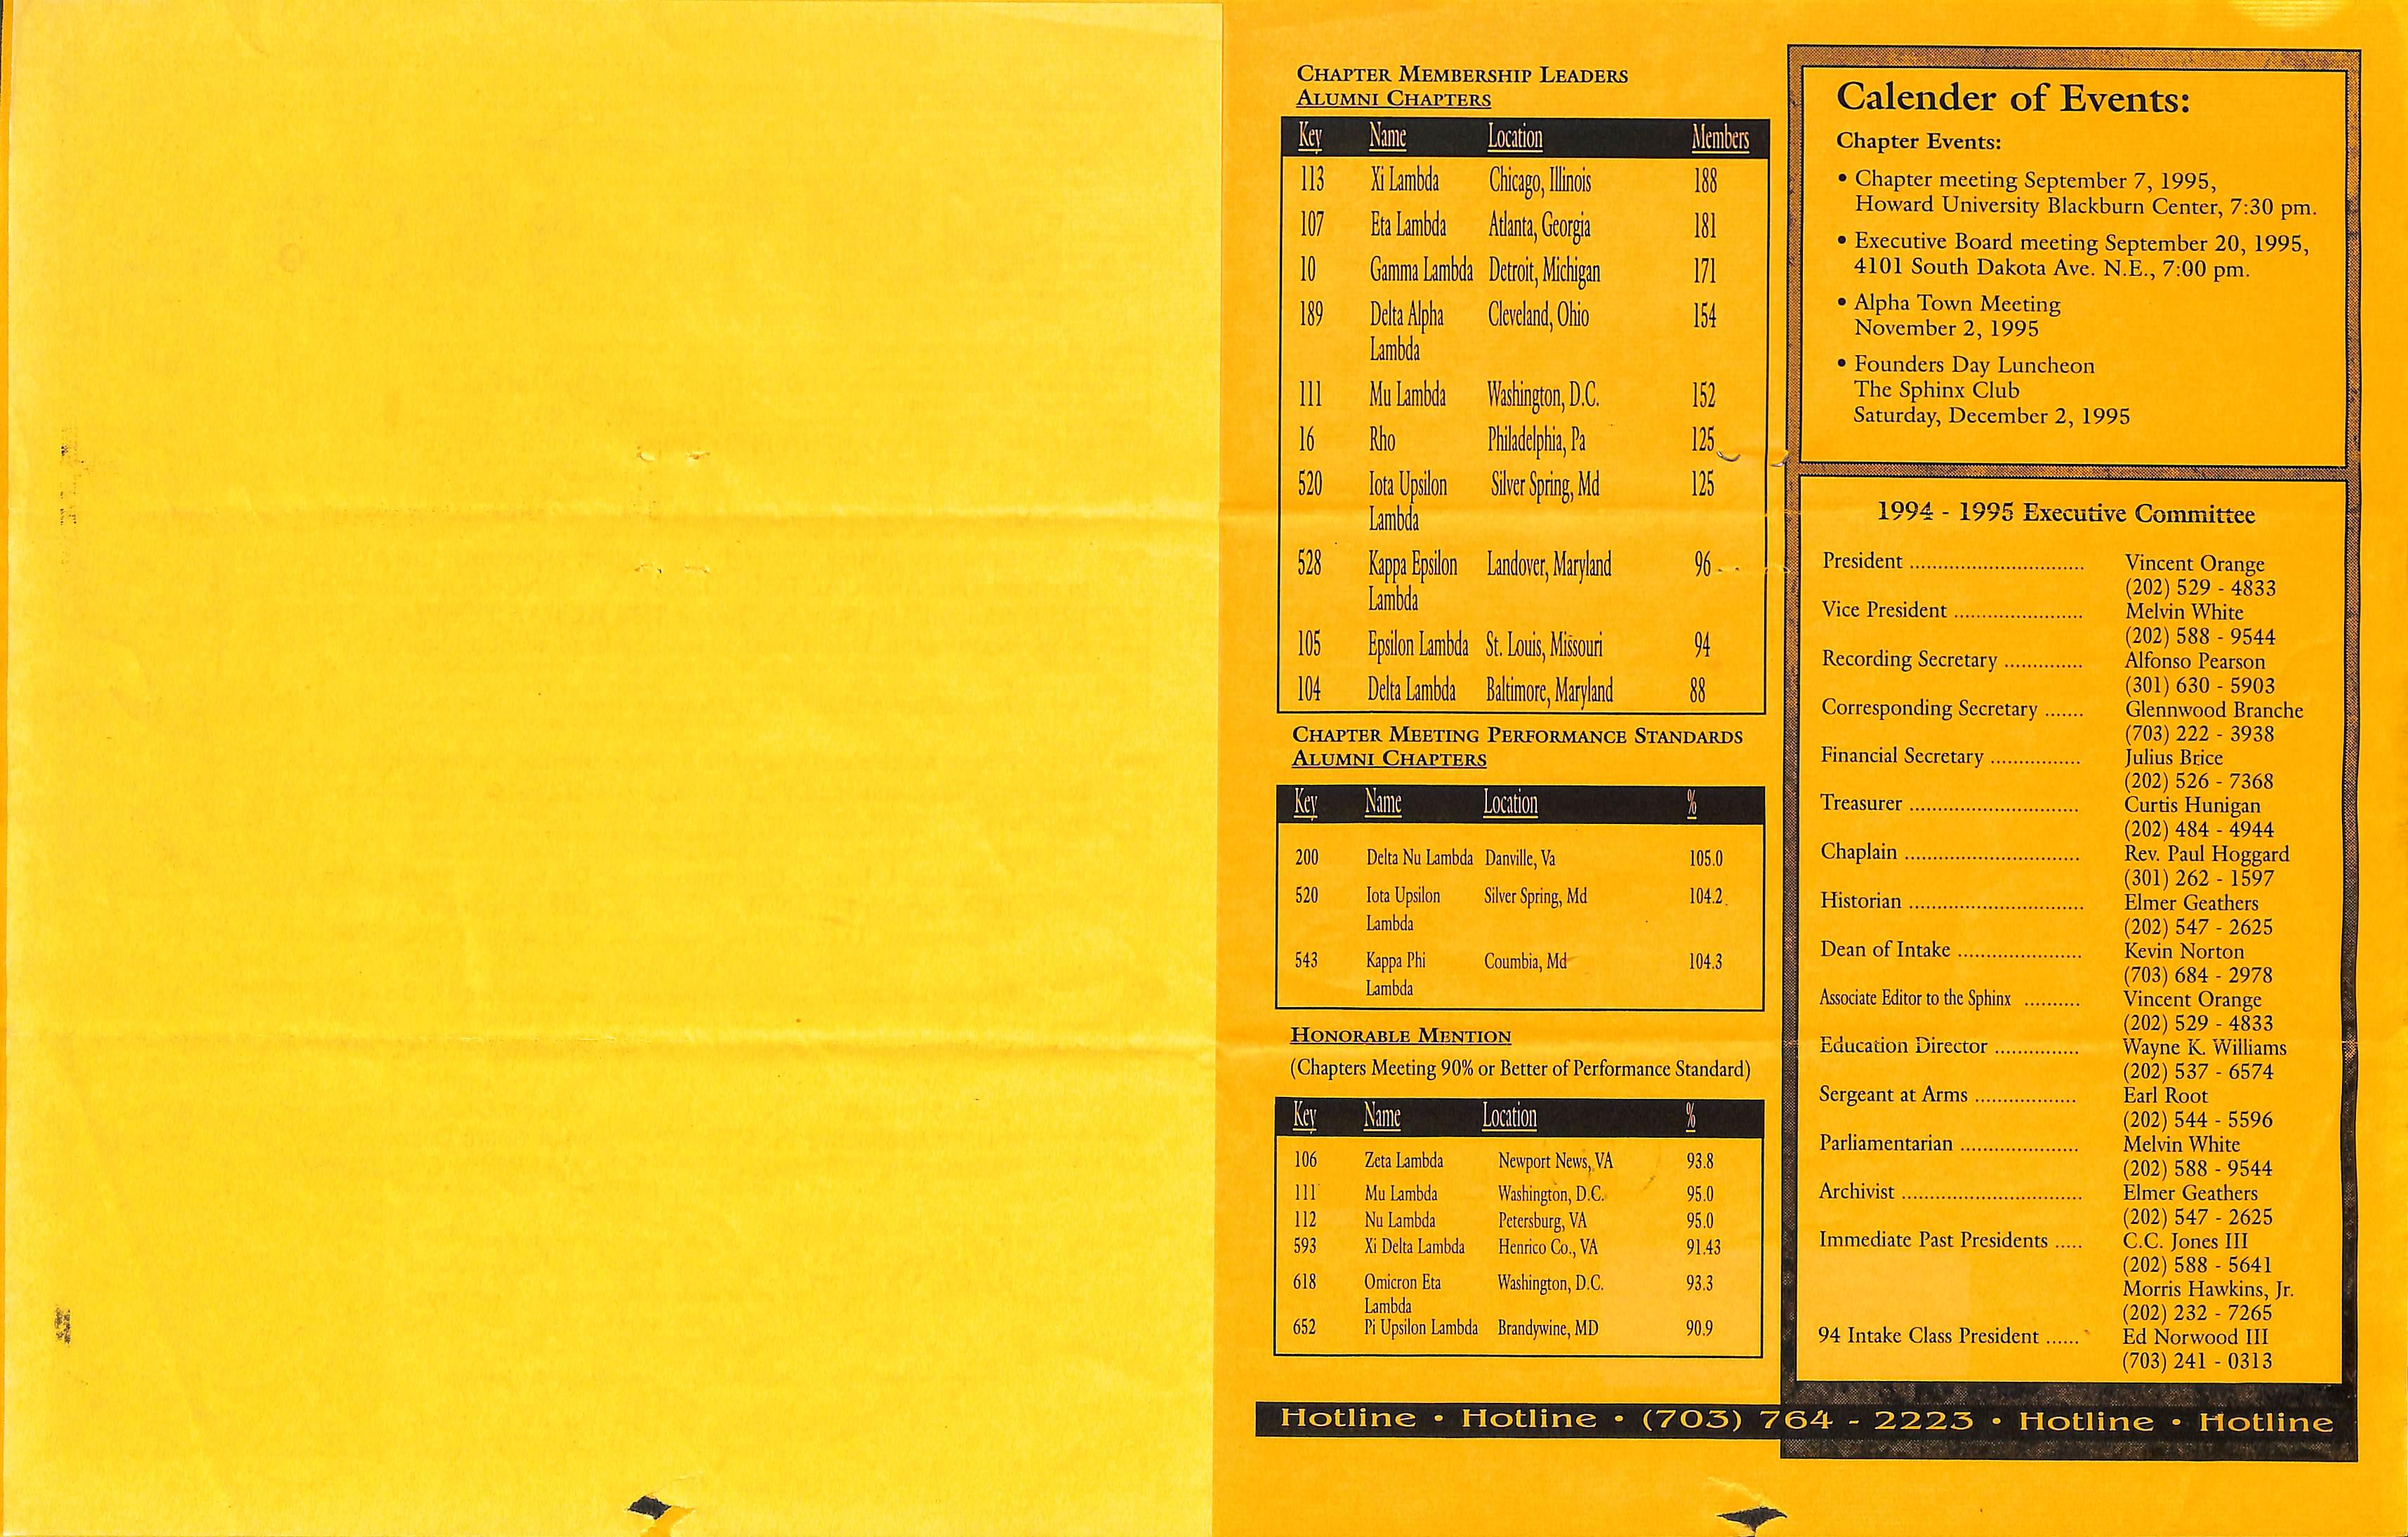 CHAPTER MEMBERSHIP LEADERS
ALUMNI CHAPTERS
Key Name Location Members
113 Xi Lambda Chicago, Illinois 188
107 Eta Lambda Atlanta, Georgia 181
10 Gamma Lambda Detroit, Michigan 171
189 Delta Alpha Cleveland, Ohio 154
Lambda
111 Mu Lambda Washington, D.C. 152
16 Rho Philadelphia, Pa 125
520 Iota Upsilon Silver Spring, Md 125
Lambda
528 Kappa Epsilon Landover, Maryland 96
Lambda
105 Epsilon Lambda St. Louis, Missouri 94
104 Delta Lambda Baltimore, Maryland 88
CHAPTER MEETING PERFORMANCE STANDARDS
ALUMNI CHAPTERS
Key Name Location %
200 Delta Nu Lambda Danville, Va 105.0
520 Iota Upsilon Silver Spring, Md 104.2
Lambda
543 Kappa Phi Coumbia, Md 104.3
Lambda
HONORABLE MENTION
(Chapters Meeting 90% or Better of Performance Standard)
Key Name Location %
106 Zeta Lambda Newport News, VA 93.8
111 Mu Lambda Washington, D.C. 95.0
112 Nu Lambda Petersburg, VA 95.0
593 Xi Delta Lambda Henrico Co., VA 91.43
618 Omicron Eta Washington, D.C. 93.3
Lambda
652 Pi Upsilon Lambda Brandywine, MD 90.9
Calender of Events:
Chapter Events:
• Chapter meeting September 7, 1995,
Howard University Blackburn Center, 7:30 pm.
• Executive Board meeting September 20, 1995,
4101 South Dakota Ave. N.E., 7:00 pm.
• Alpha Town Meeting
November 2, 1995
• Founders Day Luncheon
The Sphinx Club
Saturday, December 2, 1995
1994 - 1995 Executive Committee
President ............................... Vincent Orange
(202) 529 - 4833
Vice President ....................... Melvin White
(202) 588 - 9544
Recording Secretary .............. Alfonso Pearson
(301) 630 - 5903
Corresponding Secretary ....... Glennwood Branche
(703) 222 - 3938
Financial Secretary ................ Julius Brice
(202) 526 - 7368
Treasurer .............................. Curtis Hunigan
(202) 484 - 4944
Chaplain ............................... Rev. Paul Hoggard
(301) 262 - 1597
Historian ............................... Elmer Geathers
(202) 547 - 2625
Dean of Intake ...................... Kevin Norton
(703) 684 - 2978
Associate Editor to the Sphinx .......... Vincent Orange
(202) 529 - 4833
Education Director ............... Wayne K. Williams
(202) 537 - 6574
Sergeant at Arms .................. Earl Root
(202) 544 - 5596
Parliamentarian ..................... Melvin White
(202) 588 - 9544
Archivist ................................ Elmer Geathers
(202) 547 - 2625
Immediate Past Presidents ..... C.C. Jones III
(202) 588 - 5641
Morris Hawkins, Jr.
(202) 232 - 7265
94 Intake Class President ...... Ed Norwood III
(703) 241 - 0313
Hotline • Hotline • (703) 764 - 2223 • Hotline • Hotline